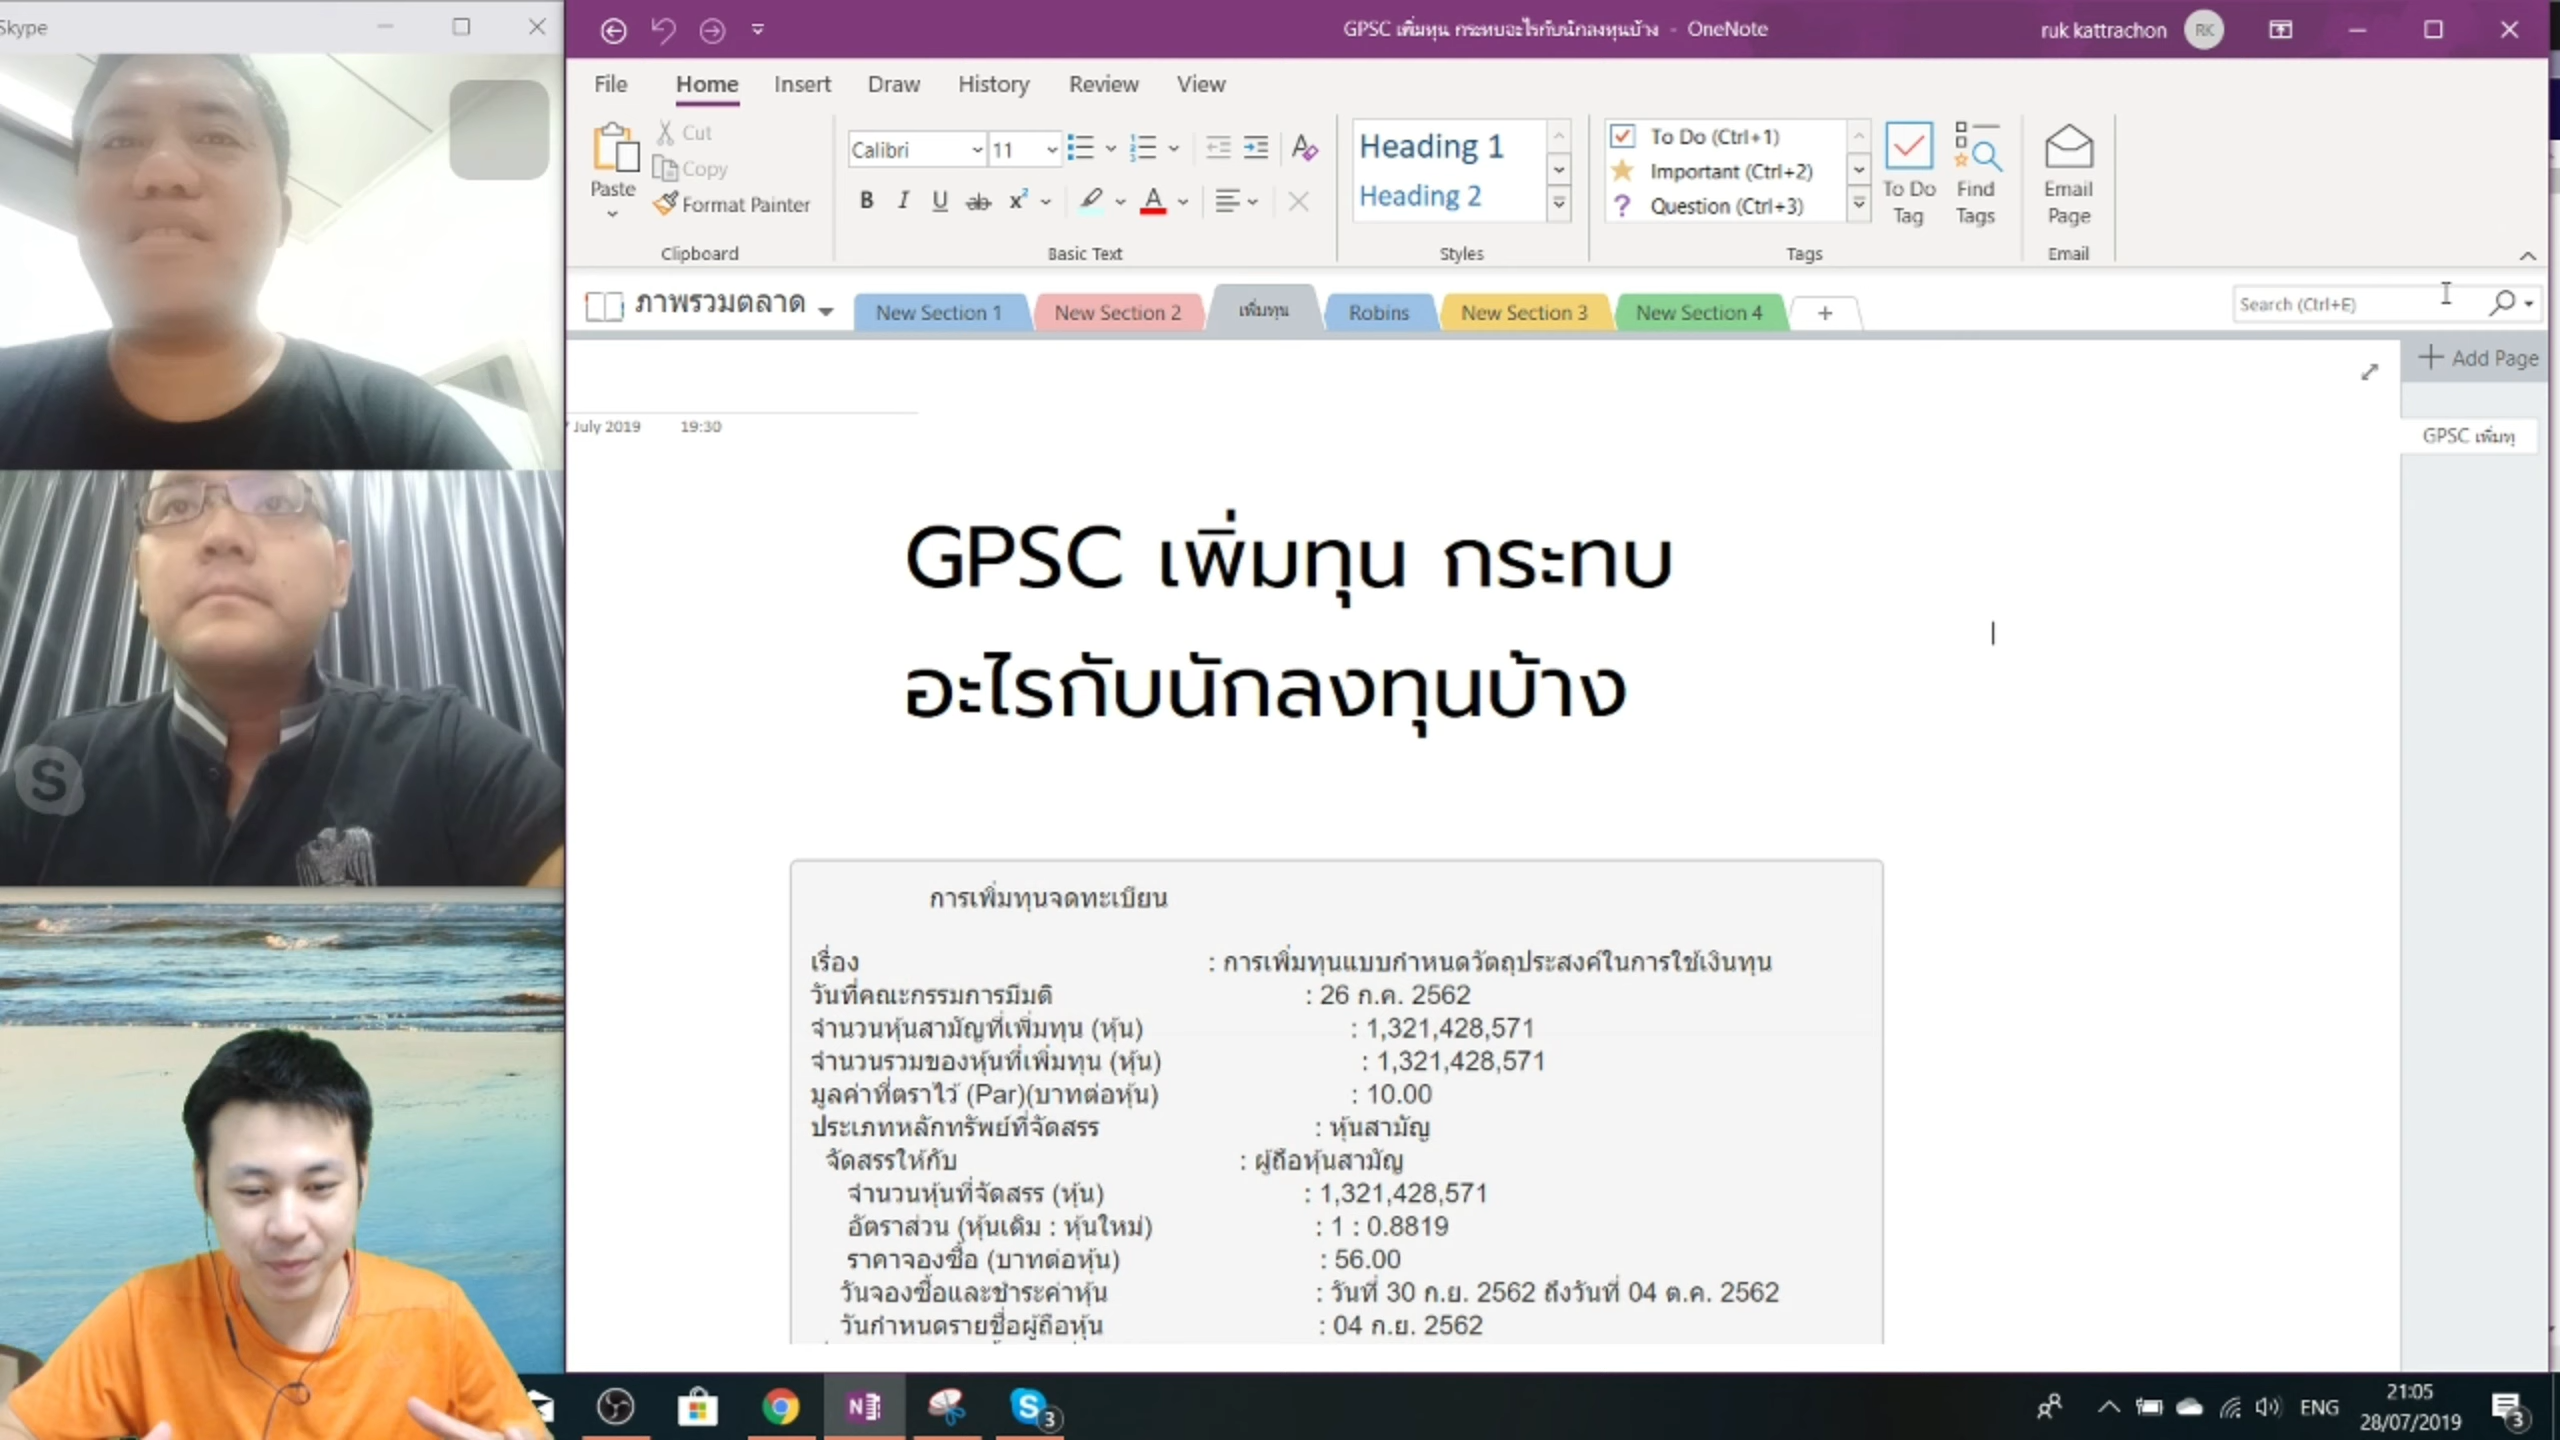 Skype
GPSC เพิ่มทุน กระทบอะไรกับนักลงทุนบ้าง - OneNote
ruk kattrachon
RK
File
Home
Insert
Draw
History
Review
View
Paste
Cut
Copy
Format Painter
Clipboard
Calibri
11
Basic Text
Heading 1
Heading 2
Styles
To Do (Ctrl+1)
Important (Ctrl+2)
Question (Ctrl+3)
Tags
To Do Tag
Find Tags
Email Page
Email
ภาพรวมตลาด
New Section 1
New Section 2
เพิ่มทุน
Robins
New Section 3
New Section 4
Search (Ctrl+E)
Add Page
GPSC เพิ่มทุ
July 2019 19:30
GPSC เพิ่มทุน กระทบ
อะไรกับนักลงทุนบ้าง
การเพิ่มทุนจดทะเบียน
เรื่อง : การเพิ่มทุนแบบกำหนดวัตถุประสงค์ในการใช้เงินทุน
วันที่คณะกรรมการมีมติ : 26 ก.ค. 2562
จำนวนหุ้นสามัญที่เพิ่มทุน (หุ้น) : 1,321,428,571
จำนวนรวมของหุ้นที่เพิ่มทุน (หุ้น) : 1,321,428,571
มูลค่าที่ตราไว้ (Par)(บาทต่อหุ้น) : 10.00
ประเภทหลักทรัพย์ที่จัดสรร : หุ้นสามัญ
จัดสรรให้กับ : ผู้ถือหุ้นสามัญ
จำนวนหุ้นที่จัดสรร (หุ้น) : 1,321,428,571
อัตราส่วน (หุ้นเดิม : หุ้นใหม่) : 1 : 0.8819
ราคาจองซื้อ (บาทต่อหุ้น) : 56.00
วันจองซื้อและชำระค่าหุ้น : วันที่ 30 ก.ย. 2562 ถึงวันที่ 04 ต.ค. 2562
วันกำหนดรายชื่อผู้ถือหุ้น : 04 ก.ย. 2562
3
ENG
21:05
28/07/2019
3